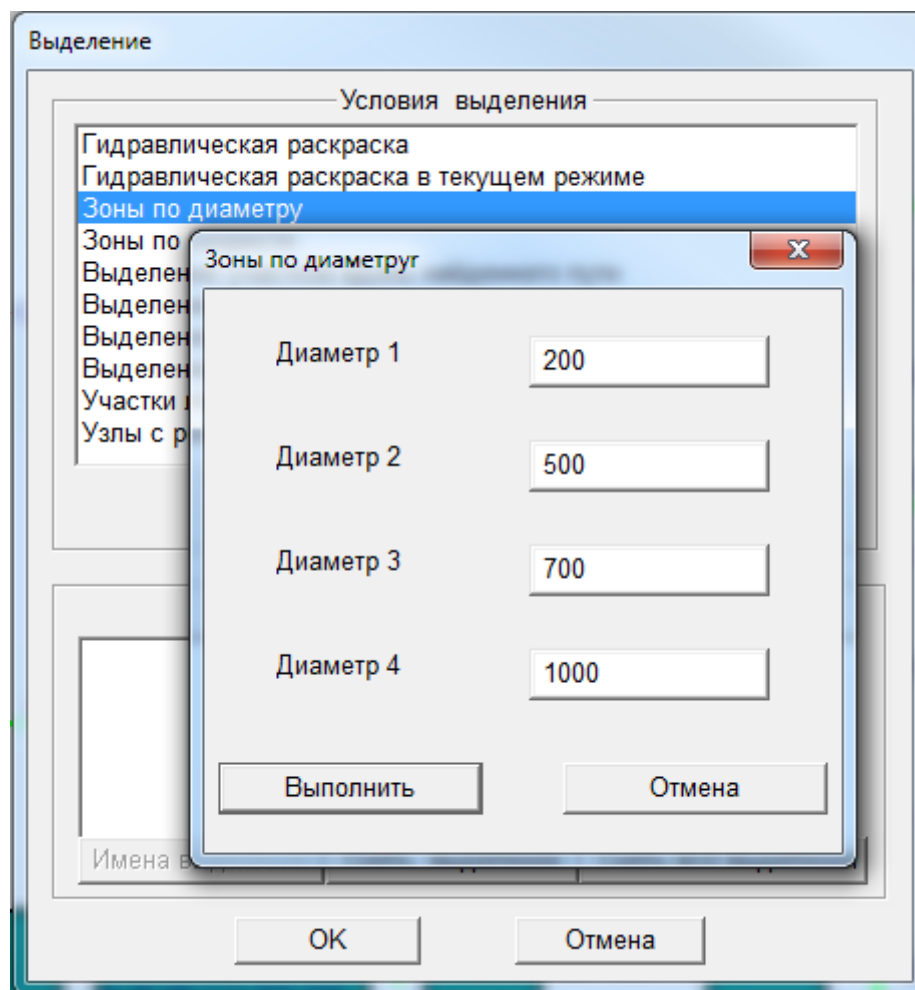 Выделение
Условия выделения
Гидравлическая раскраска
Гидравлическая раскраска в текущем режиме
Зоны по диаметру
Зоны по
Выделен
Выделен
Выделен
Выделен
Участки
Узлы с р
Зоны по диаметруr
Диаметр 1
200
Диаметр 2
500
Диаметр 3
700
Диаметр 4
1000
Выполнить
Отмена
Имена в
OK
Отмена